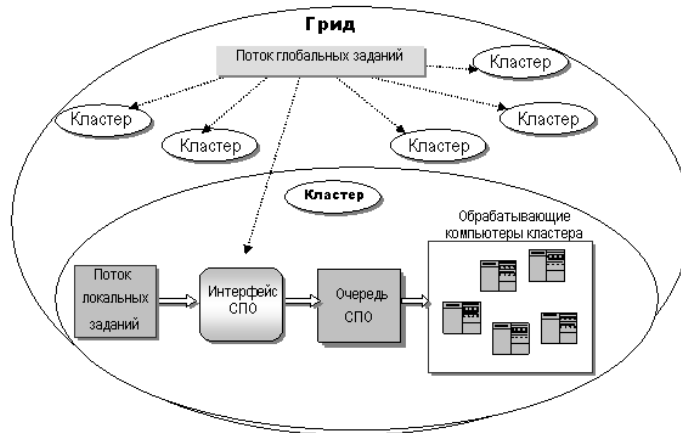 Грид
Поток глобальных заданий
Кластер
Кластер
Кластер
Кластер
Кластер
Кластер
Обрабатывающие
компьютеры кластера
Поток
локальных
заданий
Интерфейс
СПО
Очередь
СПО